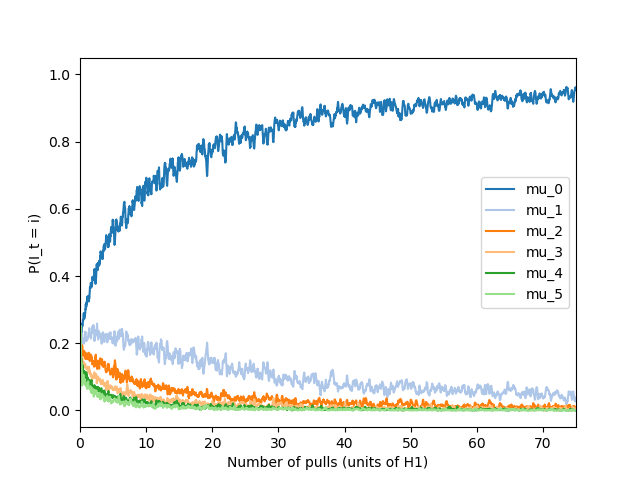 1.0
0.8
0.6
0.4
0.2
0.0
P(I_t = i)
mu_0
mu_1
mu_2
mu_3
mu_4
mu_5
0 10 20 30 40 50 60 70
Number of pulls (units of H1)